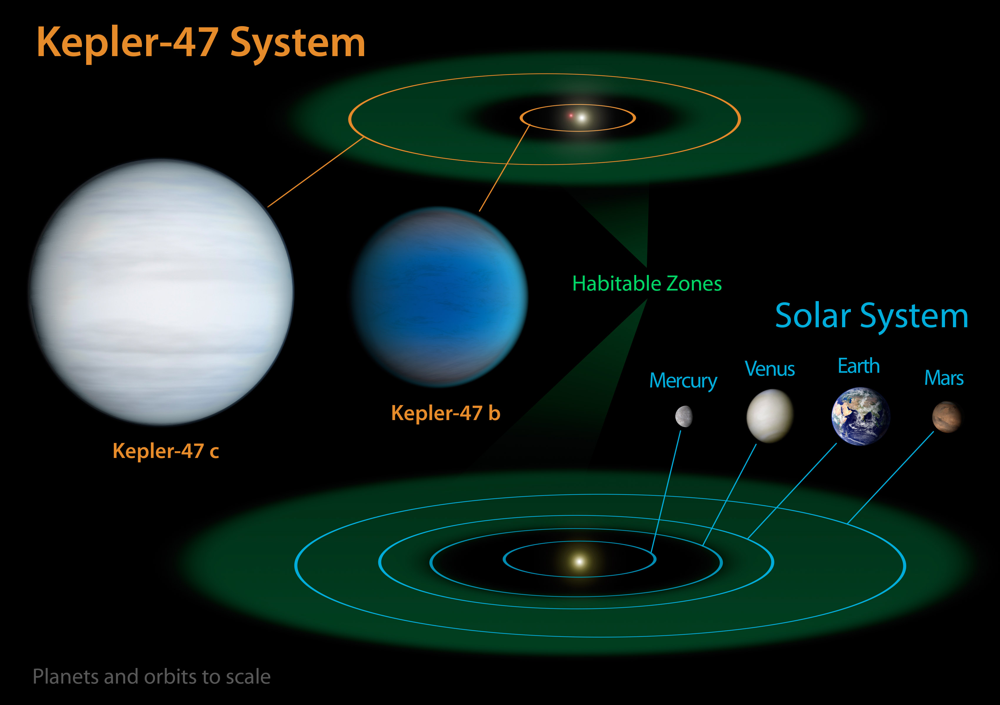 Kepler-47 System
Habitable Zones
Solar System
Mercury
Venus
Earth
Mars
Kepler-47 b
Kepler-47 c
Planets and orbits to scale